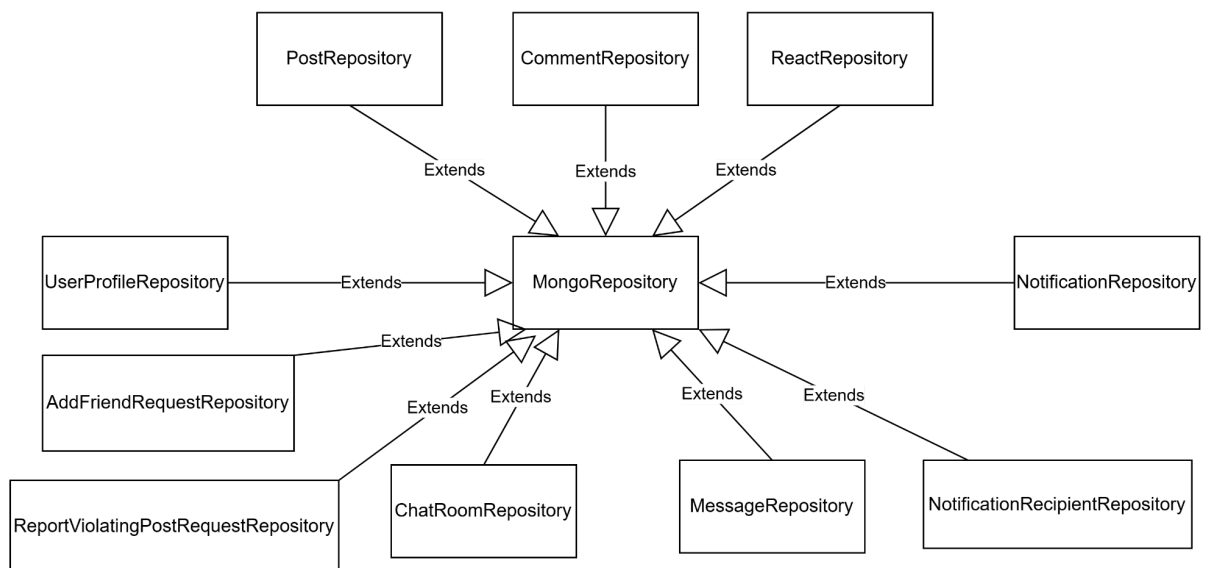 PostRepository
CommentRepository
ReactRepository
Extends
Extends
Extends
UserProfileRepository
Extends
MongoRepository
Extends
NotificationRepository
Extends
AddFriendRequestRepository
Extends
Extends
Extends
Extends
ReportViolatingPostRequestRepository
ChatRoomRepository
MessageRepository
NotificationRecipientRepository